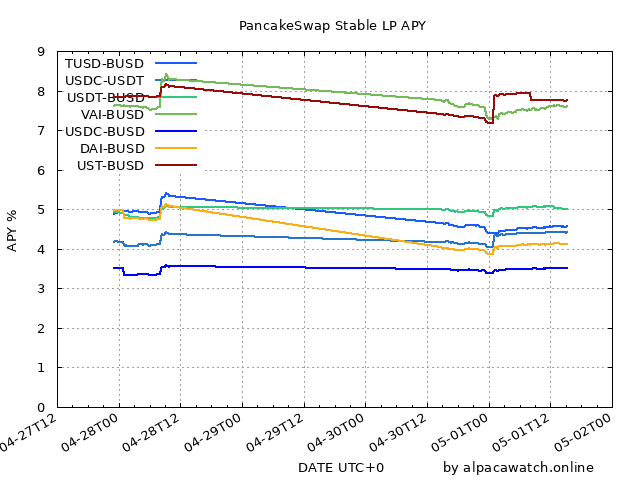 PancakeSwap Stable LP APY
9
8
7
6
5
4
3
2
1
0
APY %
TUSD-BUSD
USDC-USDT
USDT-BUSD
VAI-BUSD
USDC-BUSD
DAI-BUSD
UST-BUSD
04-27T12
04-28T00
04-28T12
04-29T00
04-29T12
04-30T00
04-30T12
05-01T00
05-01T12
05-02T00
DATE UTC+0
by alpacawatch.online